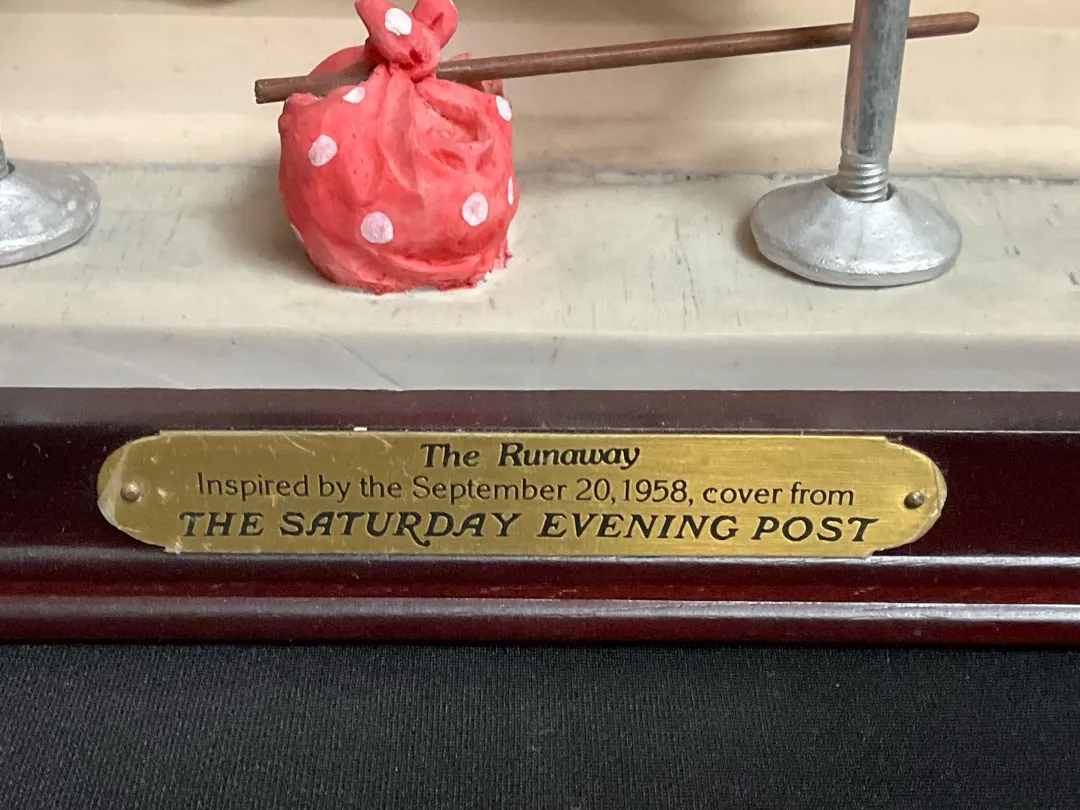 The Runaway
Inspired by the September 20, 1958, cover from
THE SATURDAY EVENING POST